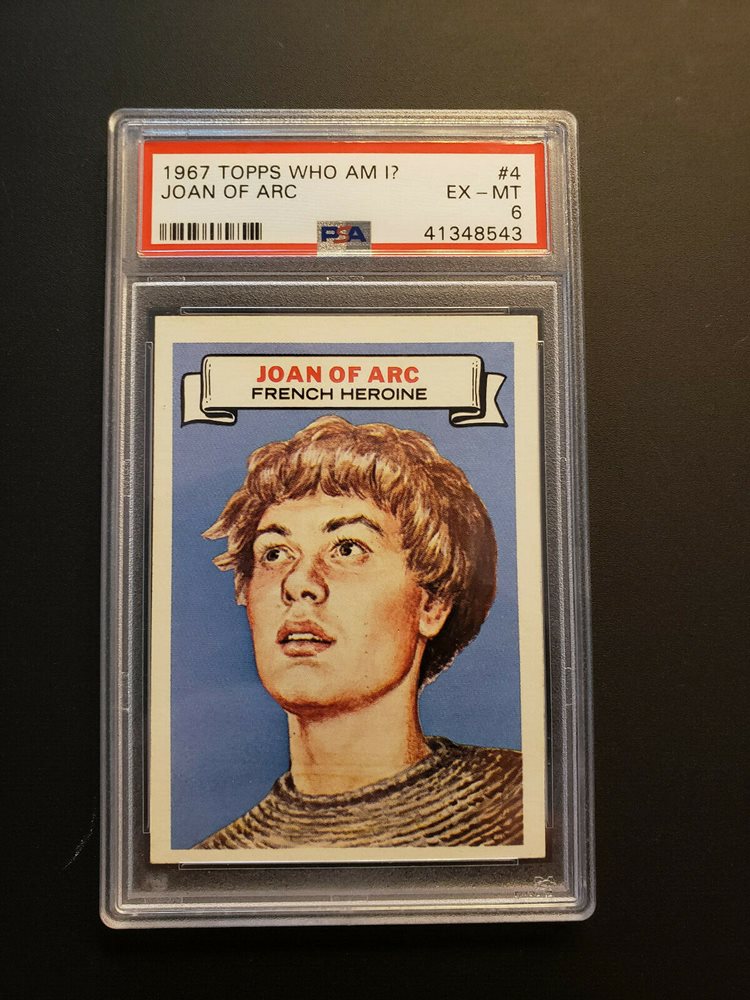 1967 TOPPS WHO AM I? #4
JOAN OF ARC EX – MT
6
PSA 41348543
JOAN OF ARC
FRENCH HEROINE